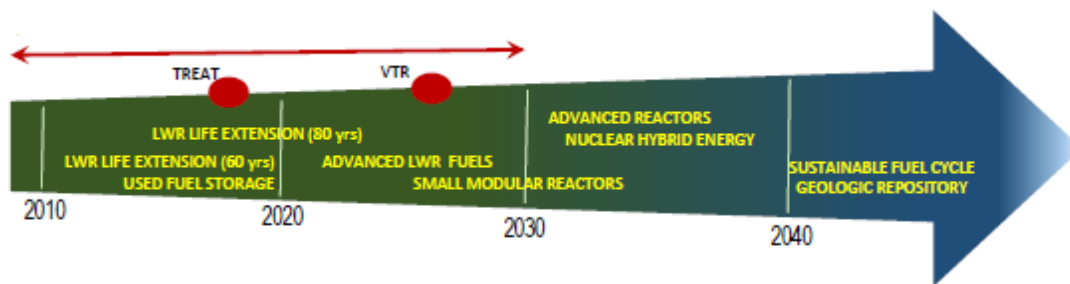 TREAT
VTR
ADVANCED REACTORS
LWR LIFE EXTENSION (80 yrs)
NUCLEAR HYBRID ENERGY
LWR LIFE EXTENSION (60 yrs)
ADVANCED LWR FUELS
SUSTAINABLE FUEL CYCLE
USED FUEL STORAGE
SMALL MODULAR REACTORS
GEOLOGIC REPOSITORY
2010
2020
2030
2040